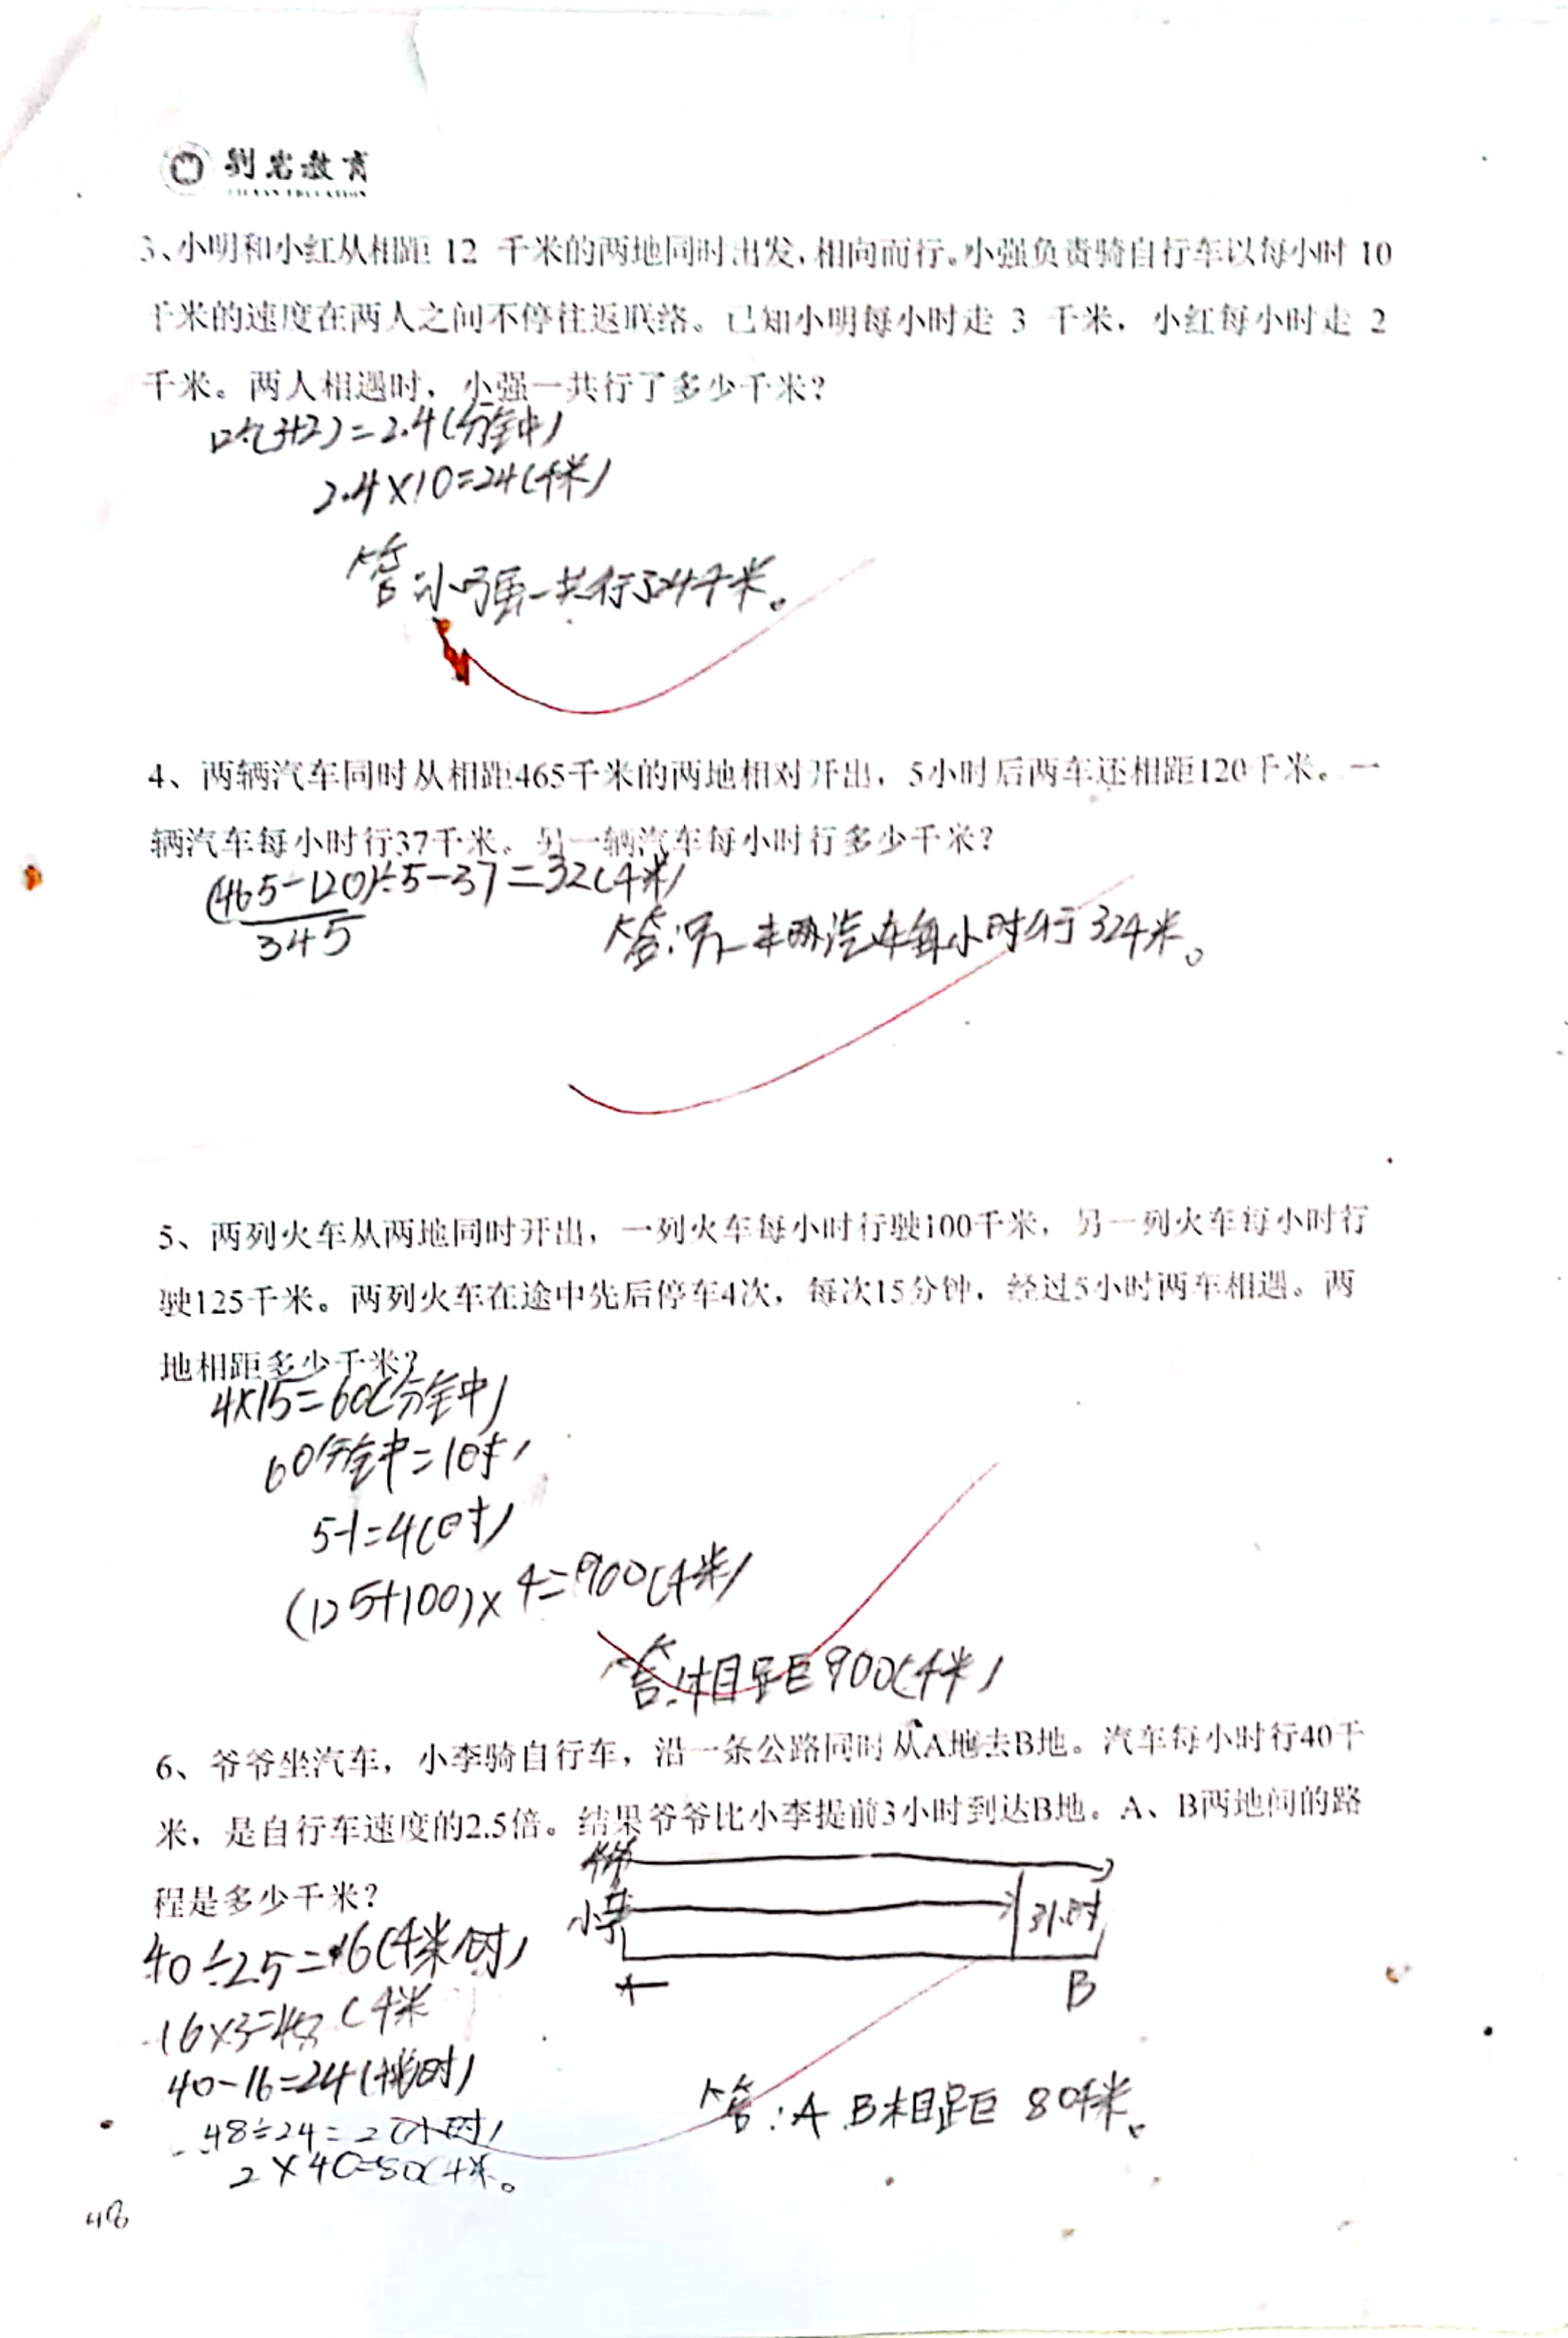 教育
3、小明和小红从相距 12 千米的两地同时出发，相向而行。小强负责骑自行车以每小时 10
千米的速度在两人之间不停往返联络。已知小明每小时走 3 千米，小红每小时走 2
千米。两人相遇时，小强一共行了多少千米？
12÷(3+2)=2.4(分钟)
2.4×10=24(千米)
答:小强一共行了24千米。
4、两辆汽车同时从相距465千米的两地相对开出，5小时后两车还相距120千米。一
辆汽车每小时行37千米。另一辆汽车每小时行多少千米？
(465-120)÷5-37=32(千米)
345
答:另一辆汽车每小时行32千米。
5、两列火车从两地同时开出，一列火车每小时行驶100千米，另一列火车每小时行
驶125千米。两列火车在途中先后停车4次，每次15分钟，经过5小时两车相遇。两
地相距多少千米？
4×15=60(分钟)
60分钟=1时
5-1=4(时)
(125+100)×4=900(千米)
答:相距900(千米)
6、爷爷坐汽车，小李骑自行车，沿一条公路同时从A地去B地。汽车每小时行40千
米，是自行车速度的2.5倍。结果爷爷比小李提前3小时到达B地。A、B两地间的路
程是多少千米？
爷爷
小李
3小时
A
B
40÷2.5=16(千米/时)
16×3=48(千米
40-16=24(千米/时)
48÷24=2(小时)
2×40=80(千米。
答:A B相距 80千米。
48